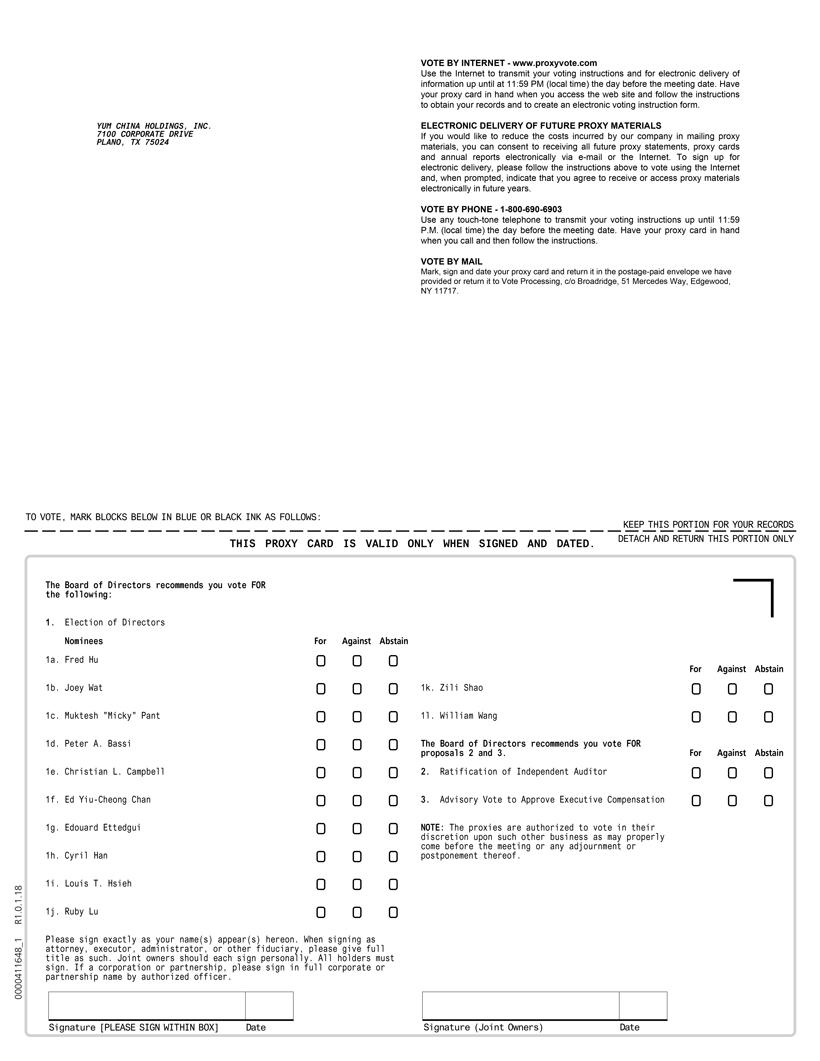 YUM CHINA HOLDINGS, INC.
7100 CORPORATE DRIVE
PLANO, TX 75024
VOTE BY INTERNET - www.proxyvote.com
Use the Internet to transmit your voting instructions and for electronic delivery of
information up until at 11:59 PM (local time) the day before the meeting date. Have
your proxy card in hand when you access the web site and follow the instructions
to obtain your records and to create an electronic voting instruction form.
ELECTRONIC DELIVERY OF FUTURE PROXY MATERIALS
If you would like to reduce the costs incurred by our company in mailing proxy
materials, you can consent to receiving all future proxy statements, proxy cards
and annual reports electronically via e-mail or the Internet. To sign up for
electronic delivery, please follow the instructions above to vote using the Internet
and, when prompted, indicate that you agree to receive or access proxy materials
electronically in future years.
VOTE BY PHONE - 1-800-690-6903
Use any touch-tone telephone to transmit your voting instructions up until 11:59
P.M. (local time) the day before the meeting date. Have your proxy card in hand
when you call and then follow the instructions.
VOTE BY MAIL
Mark, sign and date your proxy card and return it in the postage-paid envelope we have
provided or return it to Vote Processing, c/o Broadridge, 51 Mercedes Way, Edgewood,
NY 11717.
TO VOTE, MARK BLOCKS BELOW IN BLUE OR BLACK INK AS FOLLOWS:
KEEP THIS PORTION FOR YOUR RECORDS
DETACH AND RETURN THIS PORTION ONLY
THIS PROXY CARD IS VALID ONLY WHEN SIGNED AND DATED.
The Board of Directors recommends you vote FOR
the following:
1. Election of Directors
Nominees For Against Abstain
1a. Fred Hu
1b. Joey Wat
1c. Muktesh "Micky" Pant
1d. Peter A. Bassi
1e. Christian L. Campbell
1f. Ed Yiu-Cheong Chan
1g. Edouard Ettedgui
1h. Cyril Han
1i. Louis T. Hsieh
1j. Ruby Lu
For Against Abstain
1k. Zili Shao
1l. William Wang
The Board of Directors recommends you vote FOR
proposals 2 and 3. For Against Abstain
2. Ratification of Independent Auditor
3. Advisory Vote to Approve Executive Compensation
NOTE: The proxies are authorized to vote in their
discretion upon such other business as may properly
come before the meeting or any adjournment or
postponement thereof.
Please sign exactly as your name(s) appear(s) hereon. When signing as
attorney, executor, administrator, or other fiduciary, please give full
title as such. Joint owners should each sign personally. All holders must
sign. If a corporation or partnership, please sign in full corporate or
partnership name by authorized officer.
Signature [PLEASE SIGN WITHIN BOX] Date
Signature (Joint Owners) Date
0000411648_1 R1.0.1.18